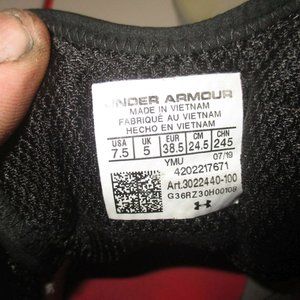 UNDER ARMOUR
MADE IN VIETNAM
FABRIQUÉ AU VIETNAM
HECHO EN VIETNAM
USA UK EUR CM CHN
7.5 5 38.5 24.5 245
YMU 07/19
4202217671
Art.3022440-100
G36RZ30H00108